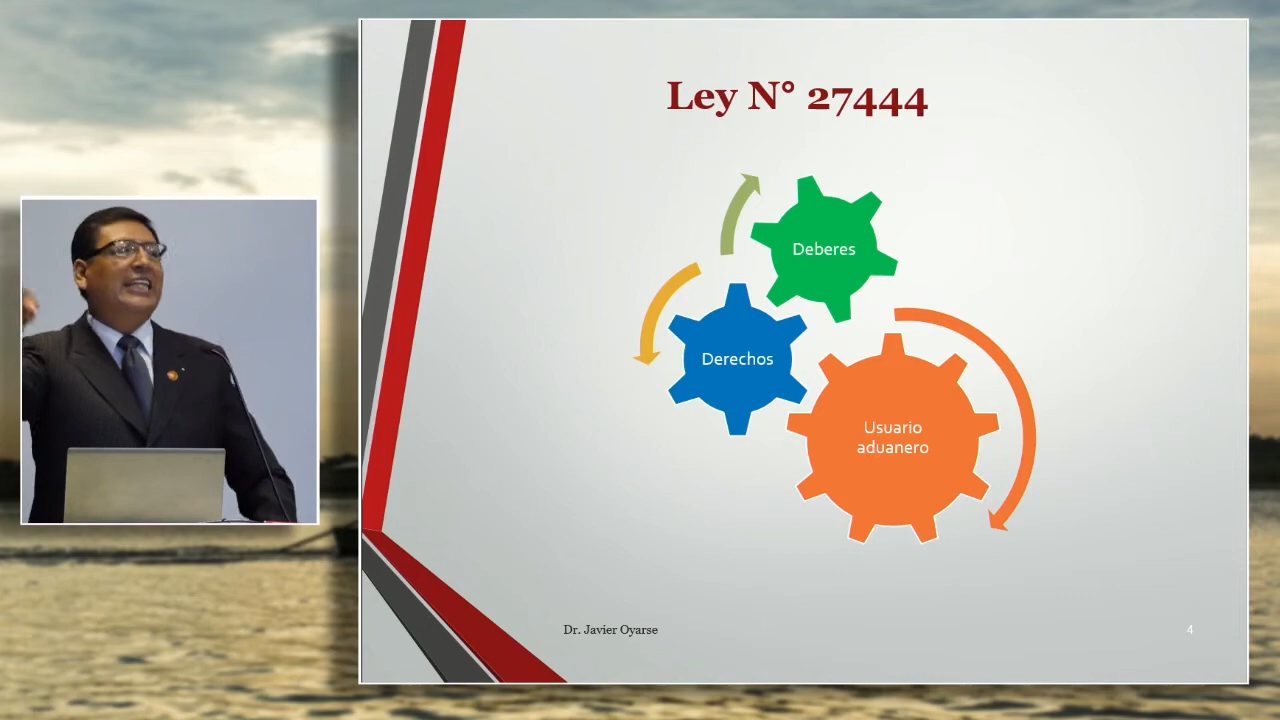 Ley N° 27444
Deberes
Derechos
Usuario
aduanero
Dr. Javier Oyarse
4